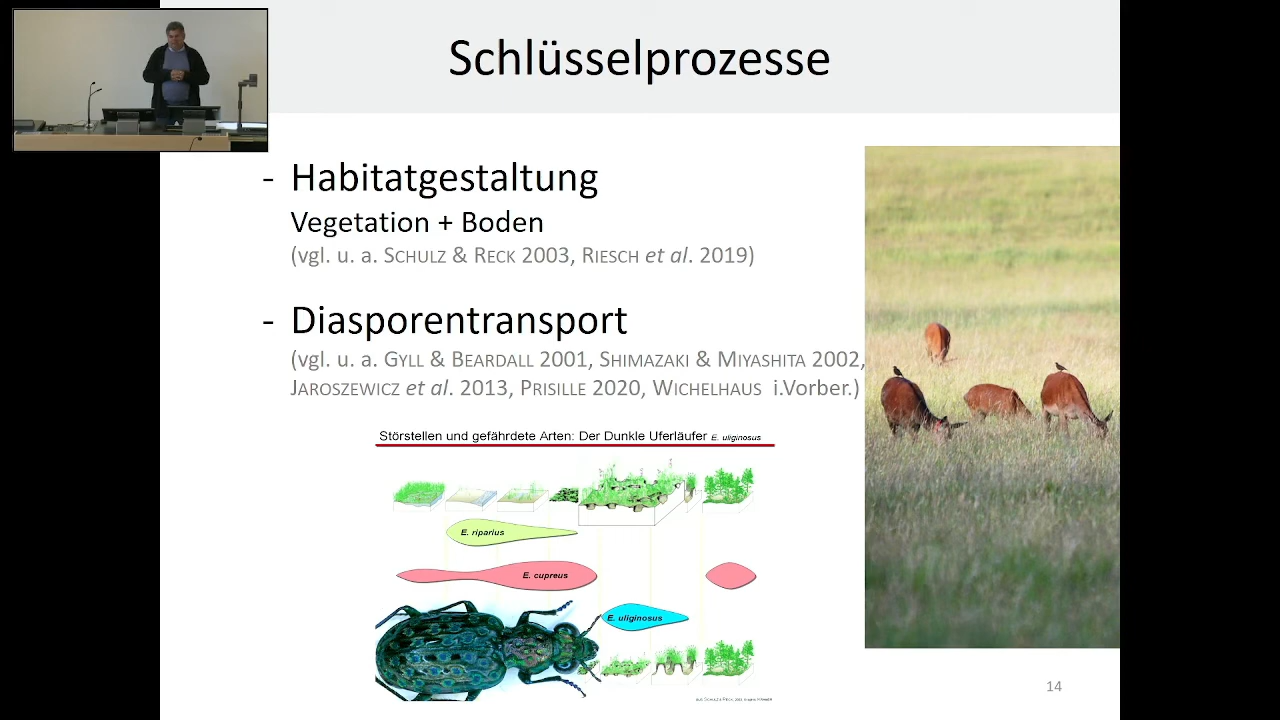 Schlüsselprozesse
- Habitatgestaltung
Vegetation + Boden
(vgl. u. a. SCHULZ & RECK 2003, RIESCH et al. 2019)
- Diasporentransport
(vgl. u. a. GYLL & BEARDALL 2001, SHIMAZAKI & MIYASHITA 2002,
JAROSZEWICZ et al. 2013, PRISILLE 2020, WICHELHAUS i.Vorber.)
Störstellen und gefährdete Arten: Der Dunkle Uferläufer E. uliginosus
E. riparius
E. cupreus
E. uliginosus
14